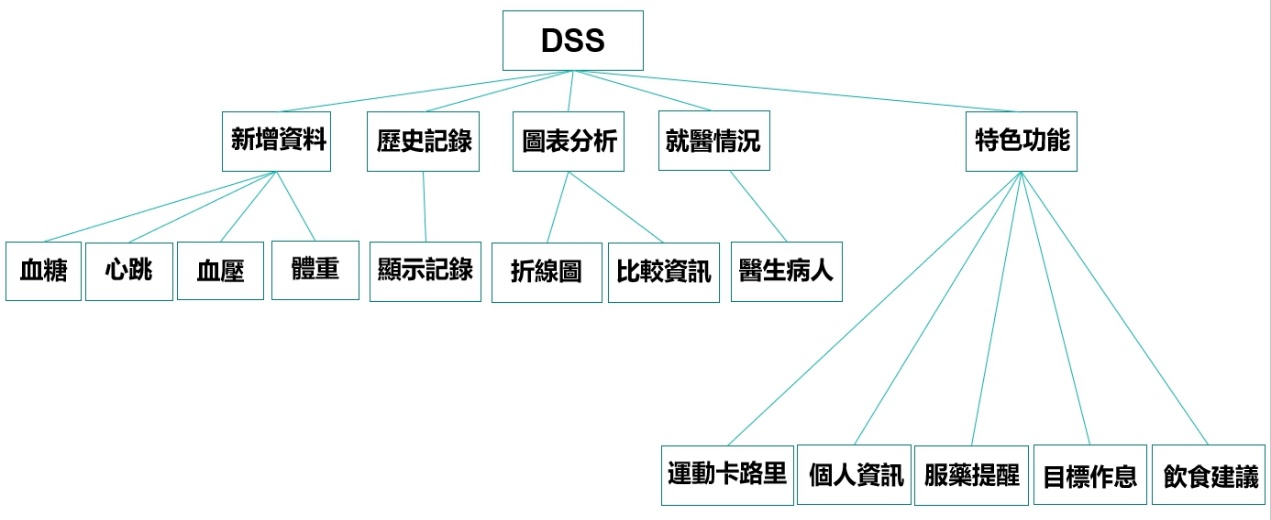 DSS
新增資料
歷史記錄
圖表分析
就醫情況
特色功能
血糖
心跳
血壓
體重
顯示記錄
折線圖
比較資訊
醫生病人
運動卡路里
個人資訊
服藥提醒
目標作息
飲食建議